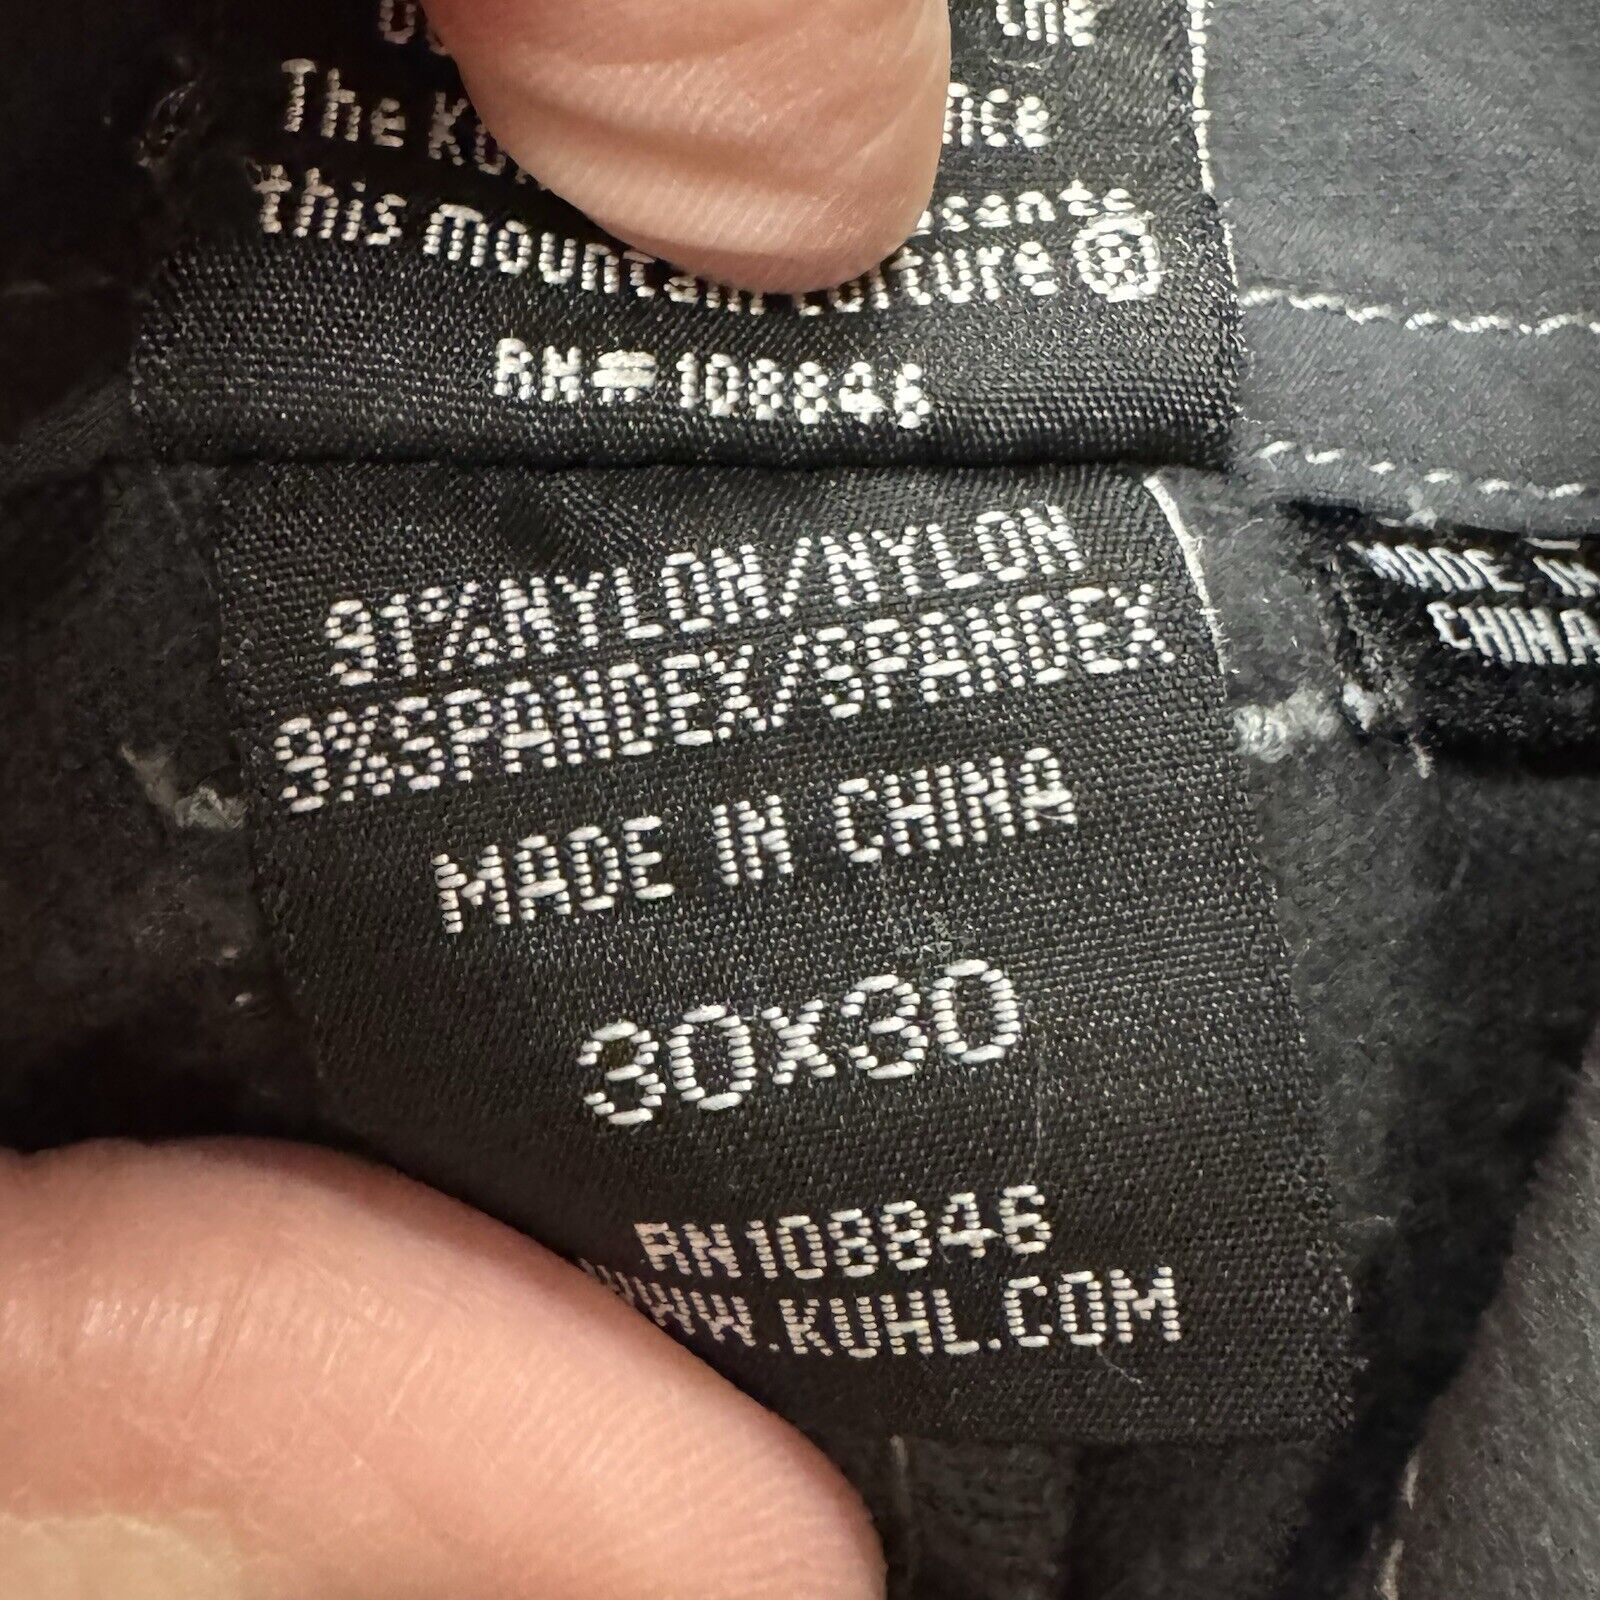 The
this mountain culture ®
RN=108846
91%NYLON/NYLON
9%SPANDEX/SPANDEX
MADE IN CHINA
30x30
RN108846
WWW.KUHL.COM
MADE IN
CHINA